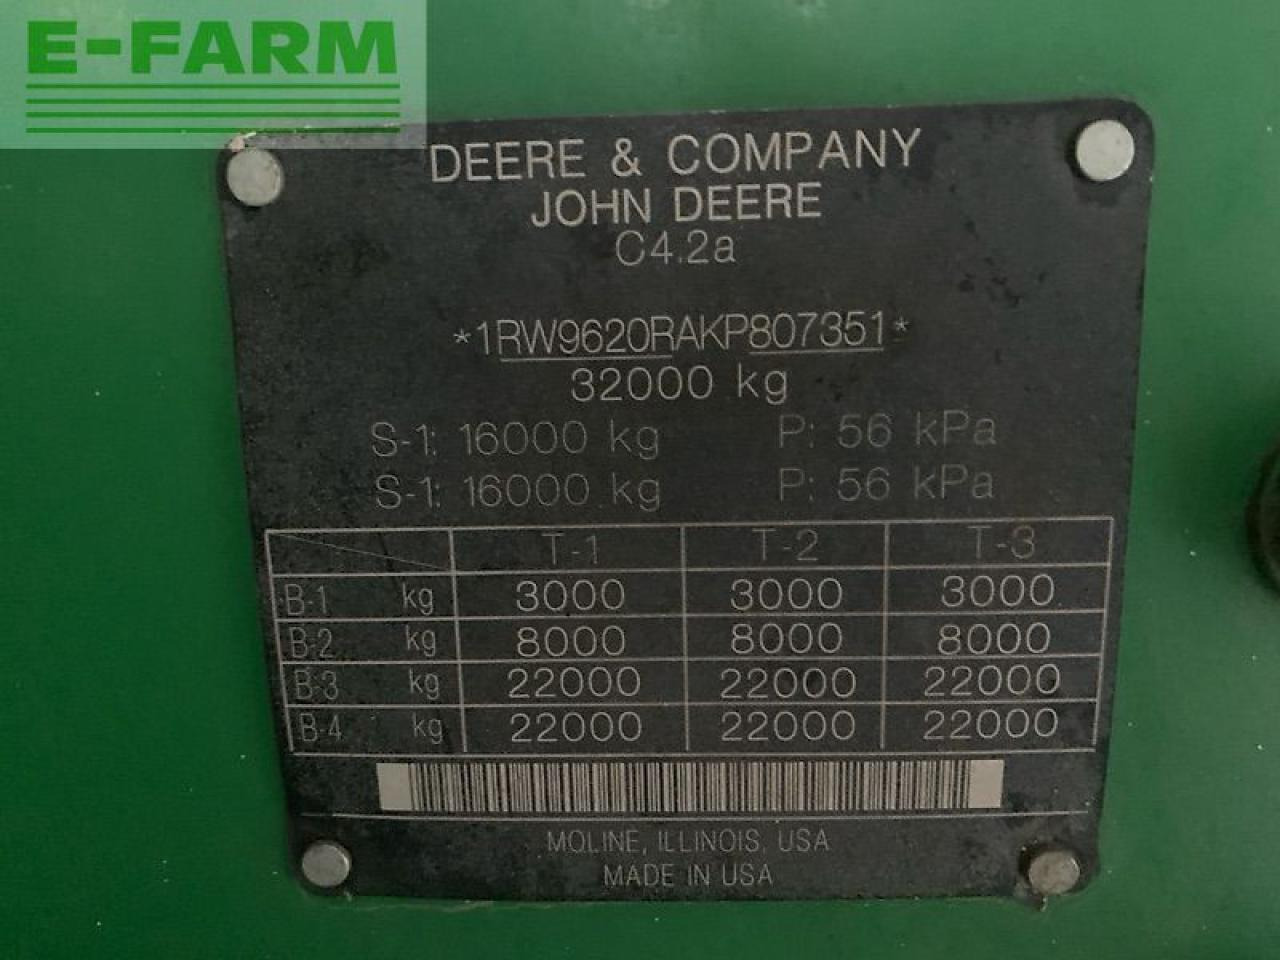 E-FARM
DEERE & COMPANY
JOHN DEERE
C4.2a
*1RW9620RAKP807351*
32000 kg
S-1: 16000 kg P: 56 kPa
S-1: 16000 kg P: 56 kPa
T-1 T-2 T-3
B-1 kg 3000 3000 3000
B-2 kg 8000 8000 8000
B-3 kg 22000 22000 22000
B-4 kg 22000 22000 22000
MOLINE, ILLINOIS, USA
MADE IN USA